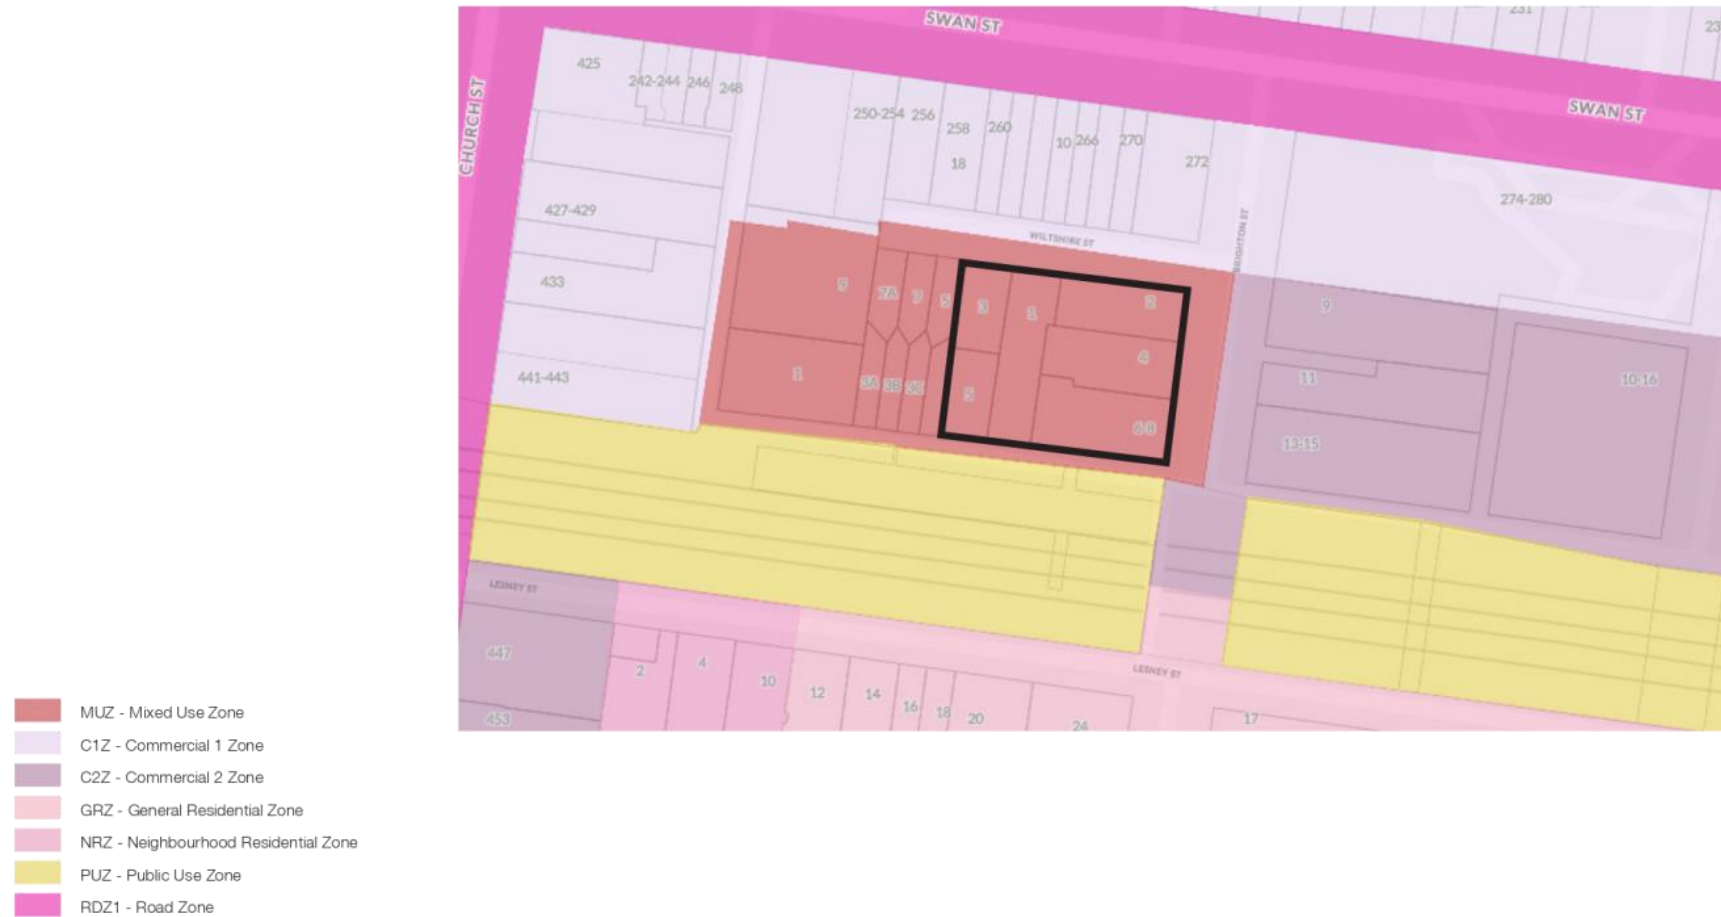 SWAN ST
231
23
425
242-244
246
248
CHURCH ST
SWAN ST
250-254
256
258
260
18
10
266
270
272
274-280
427-429
WILTSHIRE ST
BRIGHTON ST
433
9
7A
7
5
3
1
2
9
4
441-443
1
3A
3B
3C
5
6-8
11
10-16
13-15
LESNEY ST
447
2
4
10
12
14
16
18
20
24
LESNEY ST
17
453
MUZ - Mixed Use Zone
C1Z - Commercial 1 Zone
C2Z - Commercial 2 Zone
GRZ - General Residential Zone
NRZ - Neighbourhood Residential Zone
PUZ - Public Use Zone
RDZ1 - Road Zone